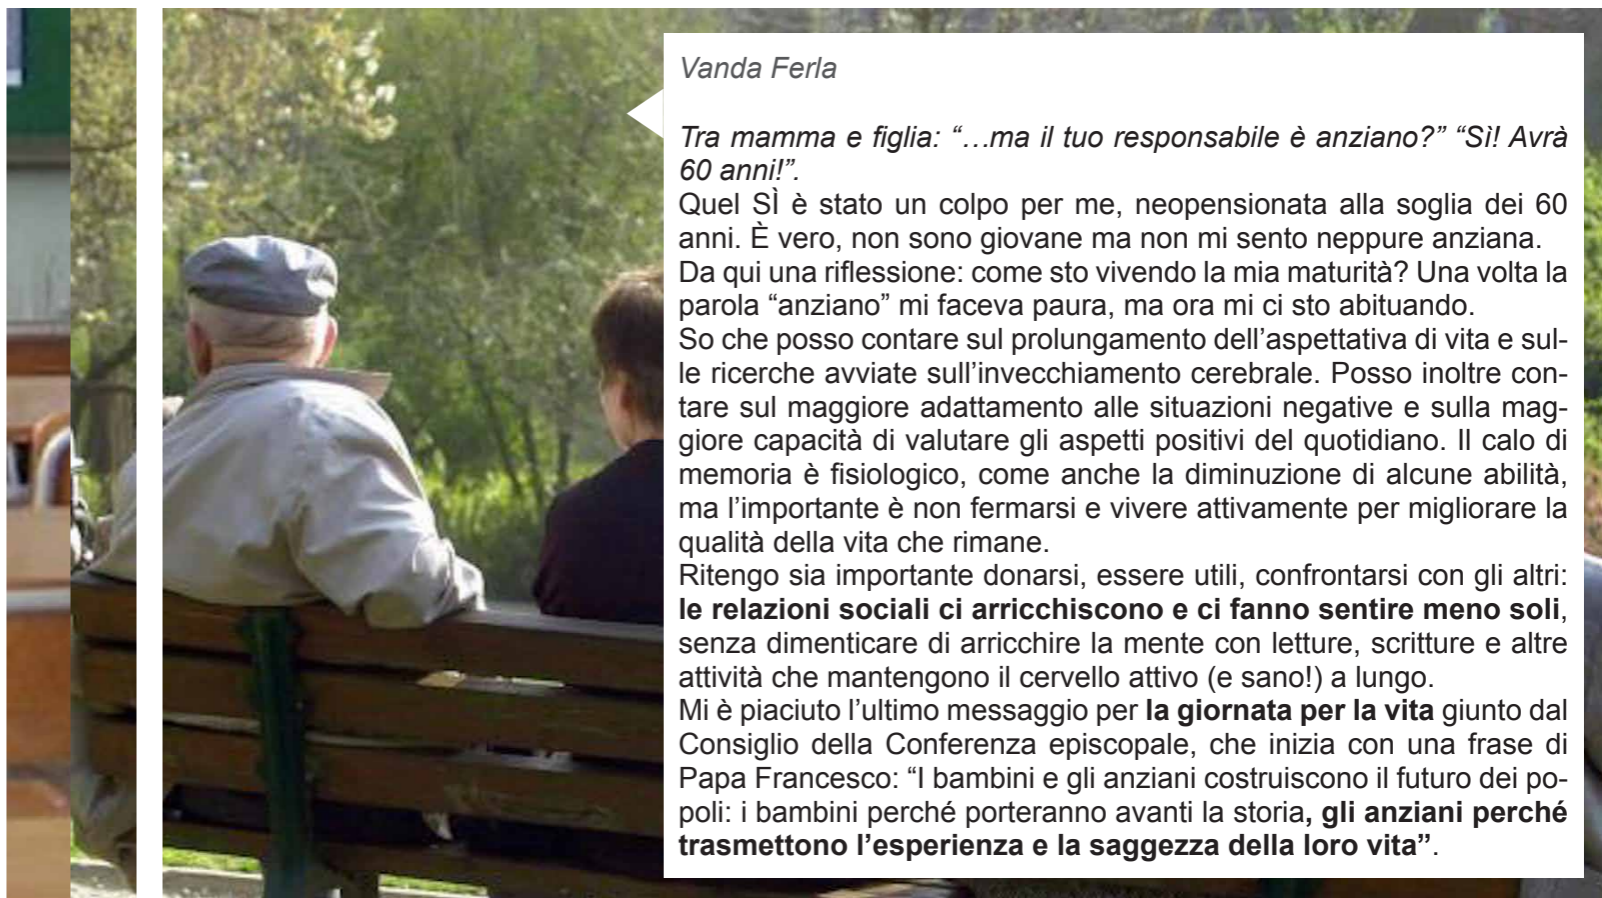 Vanda Ferla
Tra mamma e figlia: “…ma il tuo responsabile è anziano?” “Sì! Avrà
60 anni!”.
Quel SÌ è stato un colpo per me, neopensionata alla soglia dei 60
anni. È vero, non sono giovane ma non mi sento neppure anziana.
Da qui una riflessione: come sto vivendo la mia maturità? Una volta la
parola “anziano” mi faceva paura, ma ora mi ci sto abituando.
So che posso contare sul prolungamento dell’aspettativa di vita e sul-
le ricerche avviate sull’invecchiamento cerebrale. Posso inoltre con-
tare sul maggiore adattamento alle situazioni negative e sulla mag-
giore capacità di valutare gli aspetti positivi del quotidiano. Il calo di
memoria è fisiologico, come anche la diminuzione di alcune abilità,
ma l’importante è non fermarsi e vivere attivamente per migliorare la
qualità della vita che rimane.
Ritengo sia importante donarsi, essere utili, confrontarsi con gli altri:
le relazioni sociali ci arricchiscono e ci fanno sentire meno soli,
senza dimenticare di arricchire la mente con letture, scritture e altre
attività che mantengono il cervello attivo (e sano!) a lungo.
Mi è piaciuto l’ultimo messaggio per la giornata per la vita giunto dal
Consiglio della Conferenza episcopale, che inizia con una frase di
Papa Francesco: “I bambini e gli anziani costruiscono il futuro dei po-
poli: i bambini perché porteranno avanti la storia, gli anziani perché
trasmettono l’esperienza e la saggezza della loro vita”.